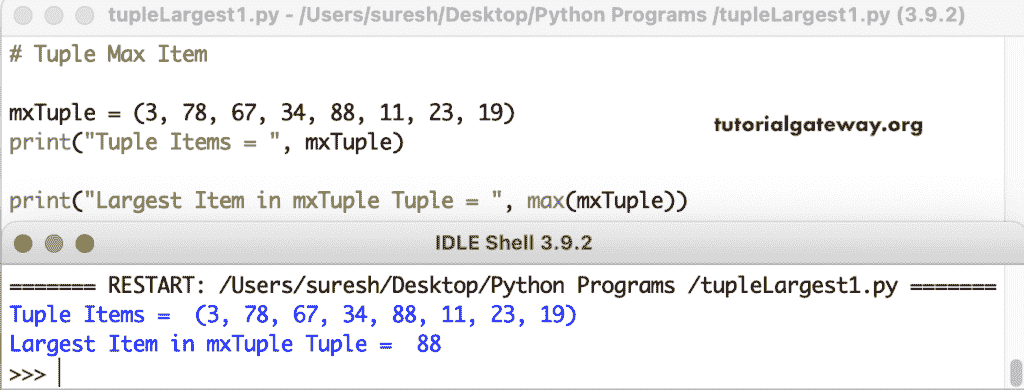 tupleLargest1.py - /Users/suresh/Desktop/Python Programs /tupleLargest1.py (3.9.2)
# Tuple Max Item
mxTuple = (3, 78, 67, 34, 88, 11, 23, 19)
tutorialgateway.org
print("Tuple Items = ", mxTuple)
print("Largest Item in mxTuple Tuple = ", max(mxTuple))
IDLE Shell 3.9.2
======= RESTART: /Users/suresh/Desktop/Python Programs /tupleLargest1.py =======
Tuple Items =  (3, 78, 67, 34, 88, 11, 23, 19)
Largest Item in mxTuple Tuple =  88
>>>